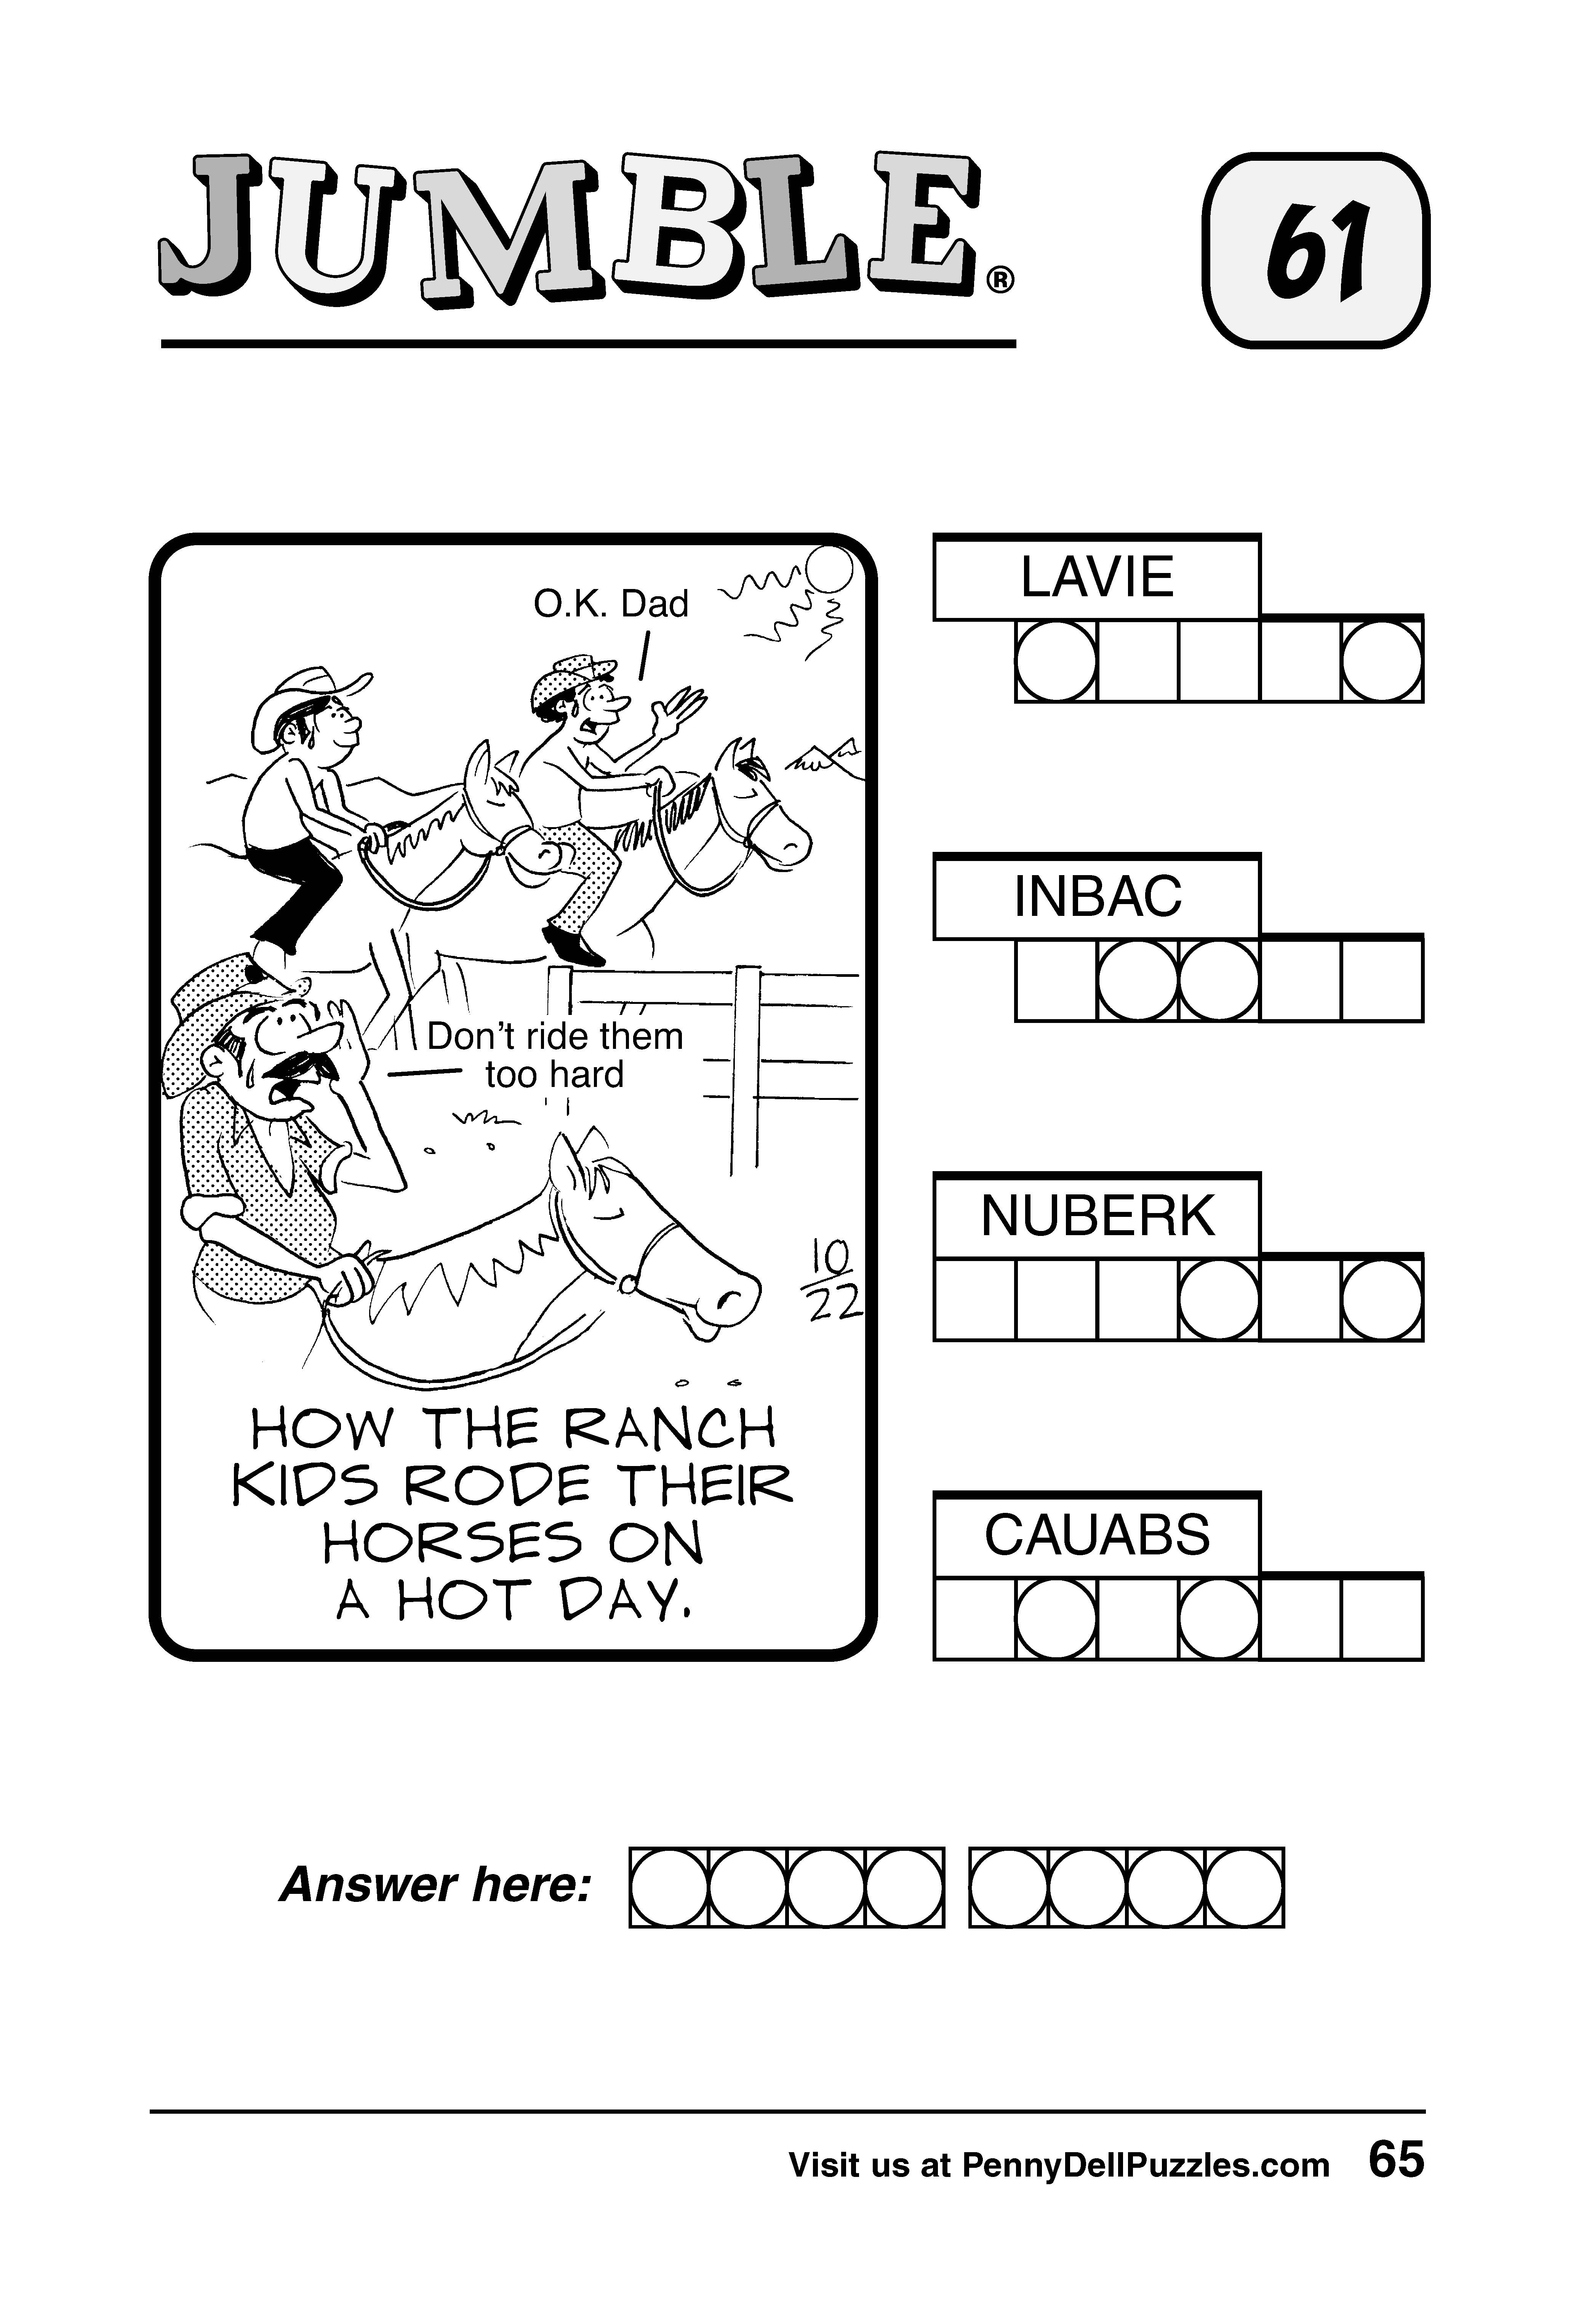 JUMBLE®
61
O.K. Dad
Don't ride them
too hard
10
22
HOW THE RANCH
KIDS RODE THEIR
HORSES ON
A HOT DAY.
LAVIE
INBAC
NUBERK
CAUABS
Answer here:
Visit us at PennyDellPuzzles.com 65